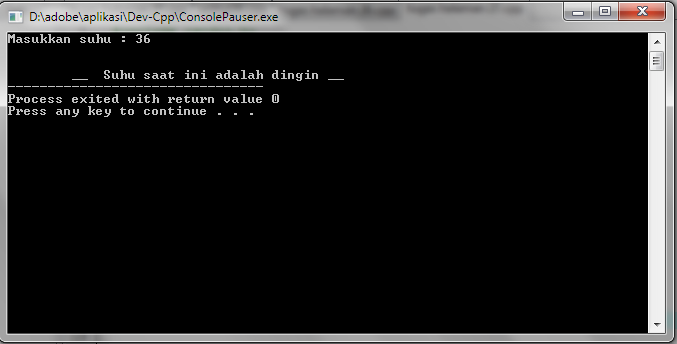 D:\adobe\aplikasi\Dev-Cpp\ConsolePauser.exe
Masukkan suhu : 36
__ Suhu saat ini adalah dingin __
--------------------------------
Process exited with return value 0
Press any key to continue . . .